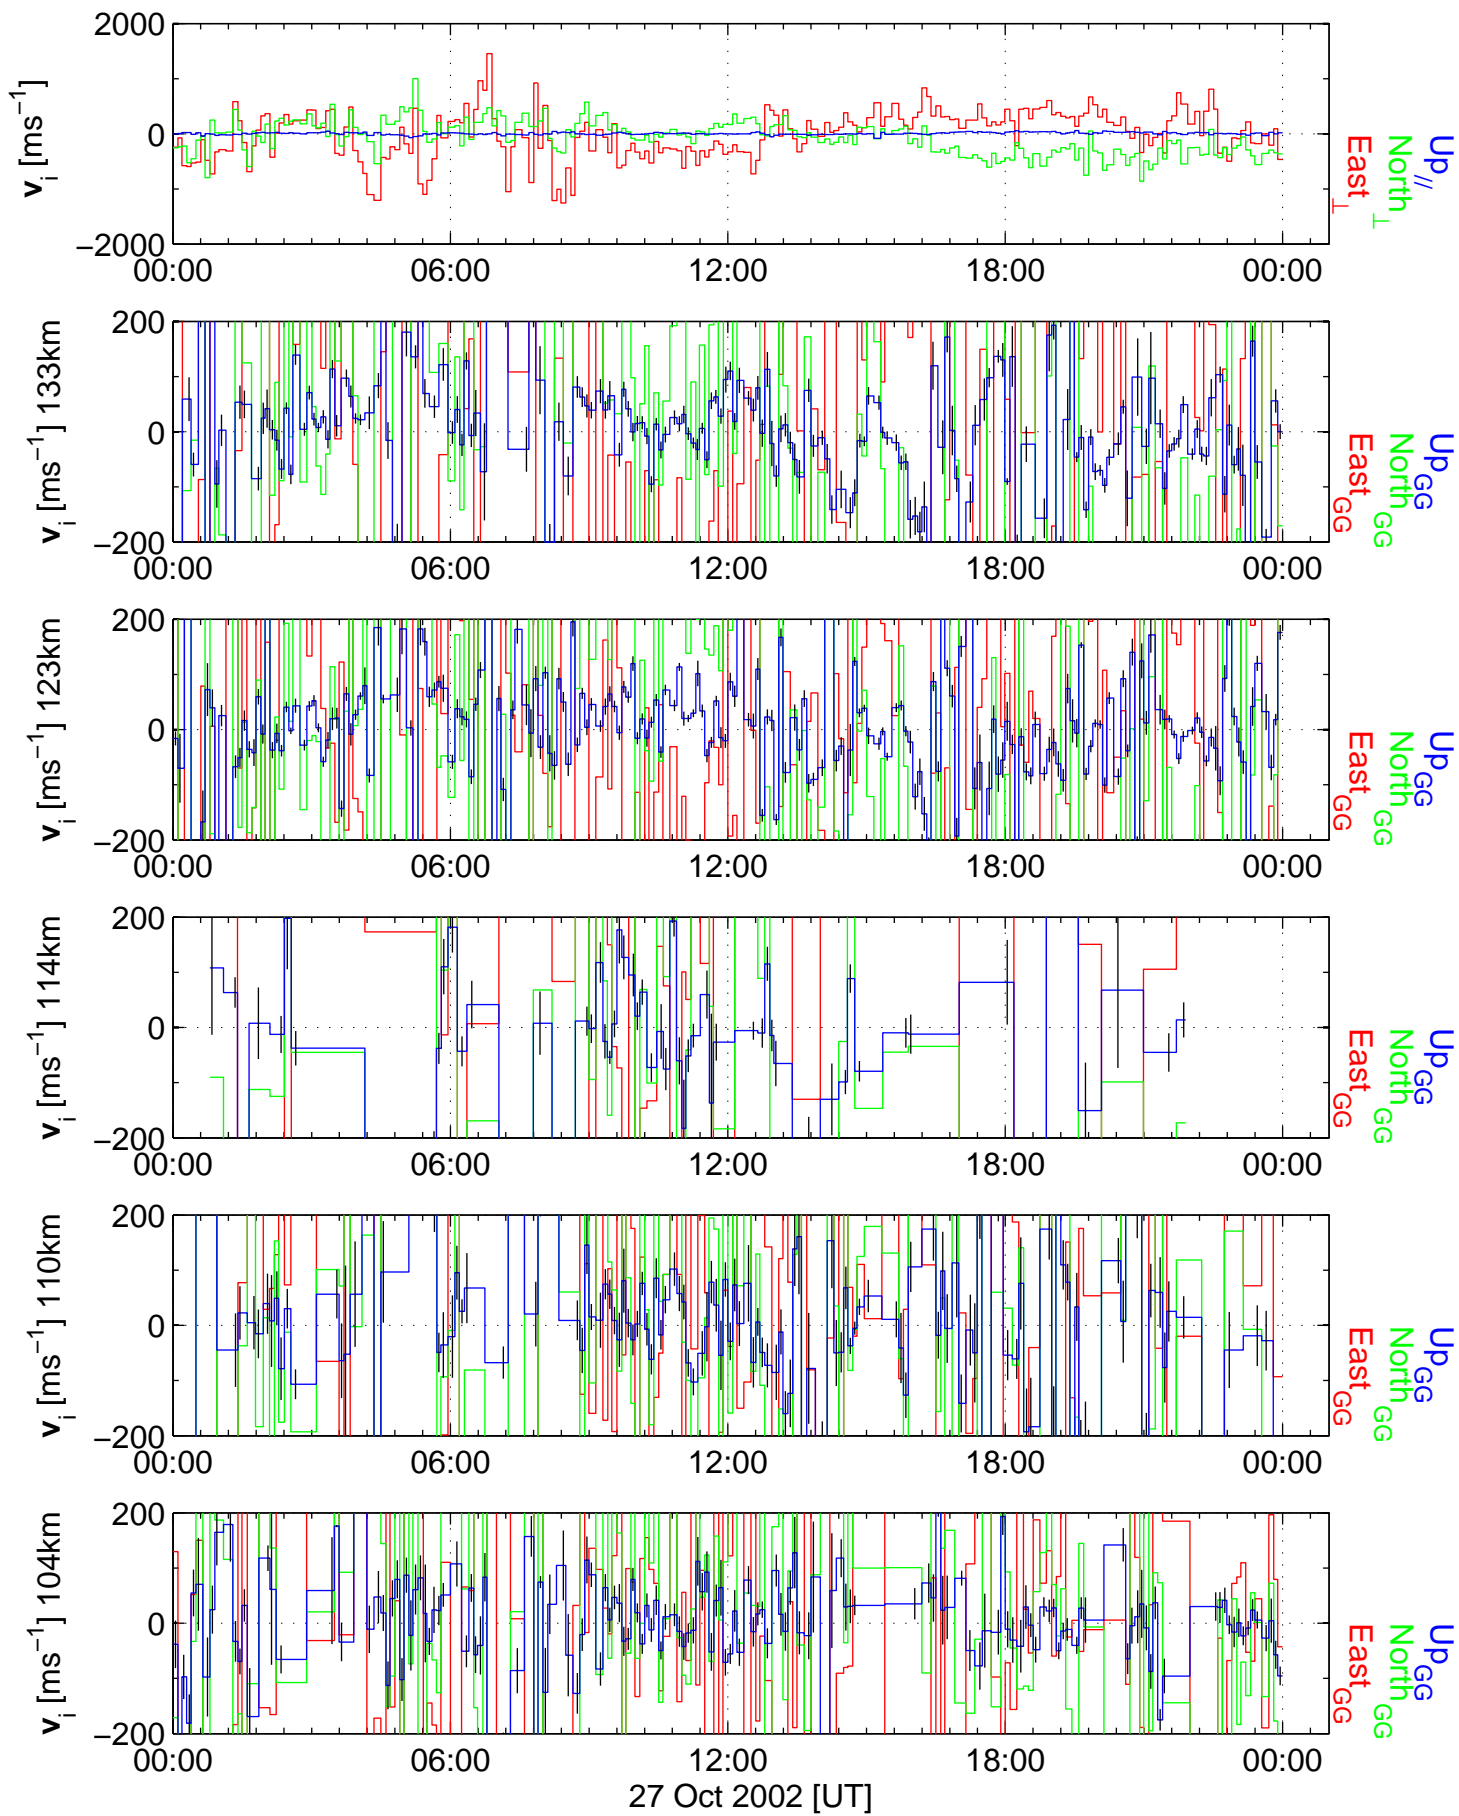 2000
0
−2000
v_i [ms⁻¹]
00:00 06:00 12:00 18:00 00:00
East_⊥
North_⊥
Up_//
200
0
−200
v_i [ms⁻¹] 133km
00:00 06:00 12:00 18:00 00:00
East_GG
North_GG
Up_GG
200
0
−200
v_i [ms⁻¹] 123km
00:00 06:00 12:00 18:00 00:00
East_GG
North_GG
Up_GG
200
0
−200
v_i [ms⁻¹] 114km
00:00 06:00 12:00 18:00 00:00
East_GG
North_GG
Up_GG
200
0
−200
v_i [ms⁻¹] 110km
00:00 06:00 12:00 18:00 00:00
East_GG
North_GG
Up_GG
200
0
−200
v_i [ms⁻¹] 104km
00:00 06:00 12:00 18:00 00:00
East_GG
North_GG
Up_GG
27 Oct 2002 [UT]